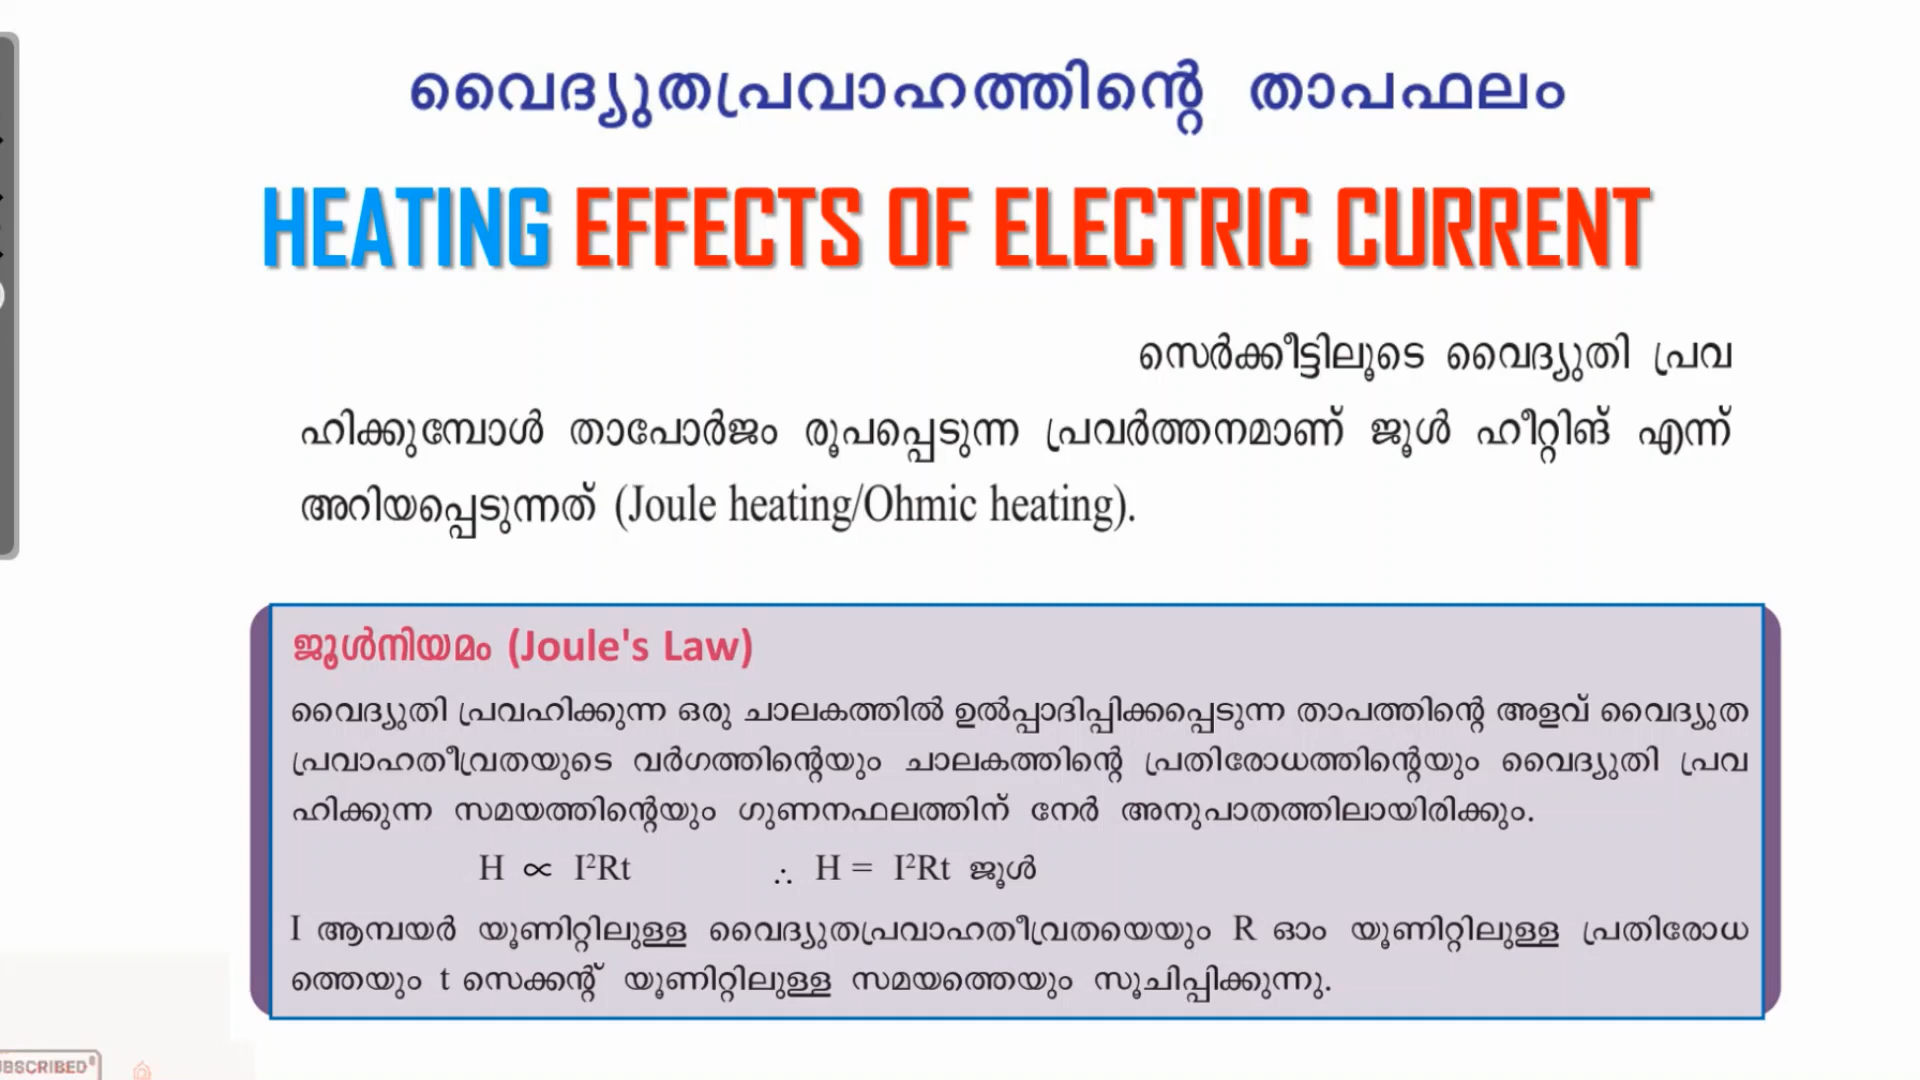 വൈദ്യുതപ്രവാഹത്തിന്റെ താപഫലം
HEATING EFFECTS OF ELECTRIC CURRENT
സെർക്കീട്ടിലൂടെ വൈദ്യുതി പ്രവ
ഹിക്കുമ്പോൾ താപോർജം രൂപപ്പെടുന്ന പ്രവർത്തനമാണ് ജൂൾ ഹീറ്റിങ് എന്ന്
അറിയപ്പെടുന്നത് (Joule heating/Ohmic heating).
ജൂൾനിയമം (Joule's Law)
വൈദ്യുതി പ്രവഹിക്കുന്ന ഒരു ചാലകത്തിൽ ഉൽപ്പാദിപ്പിക്കപ്പെടുന്ന താപത്തിന്റെ അളവ് വൈദ്യുത
പ്രവാഹതീവ്രതയുടെ വർഗത്തിന്റെയും ചാലകത്തിന്റെ പ്രതിരോധത്തിന്റെയും വൈദ്യുതി പ്രവ
ഹിക്കുന്ന സമയത്തിന്റെയും ഗുണനഫലത്തിന് നേർ അനുപാതത്തിലായിരിക്കും.
H ∝ I²Rt ∴ H = I²Rt ജൂൾ
I ആമ്പയർ യൂണിറ്റിലുള്ള വൈദ്യുതപ്രവാഹതീവ്രതയെയും R ഓം യൂണിറ്റിലുള്ള പ്രതിരോധ
ത്തെയും t സെക്കന്റ് യൂണിറ്റിലുള്ള സമയത്തെയും സൂചിപ്പിക്കുന്നു.